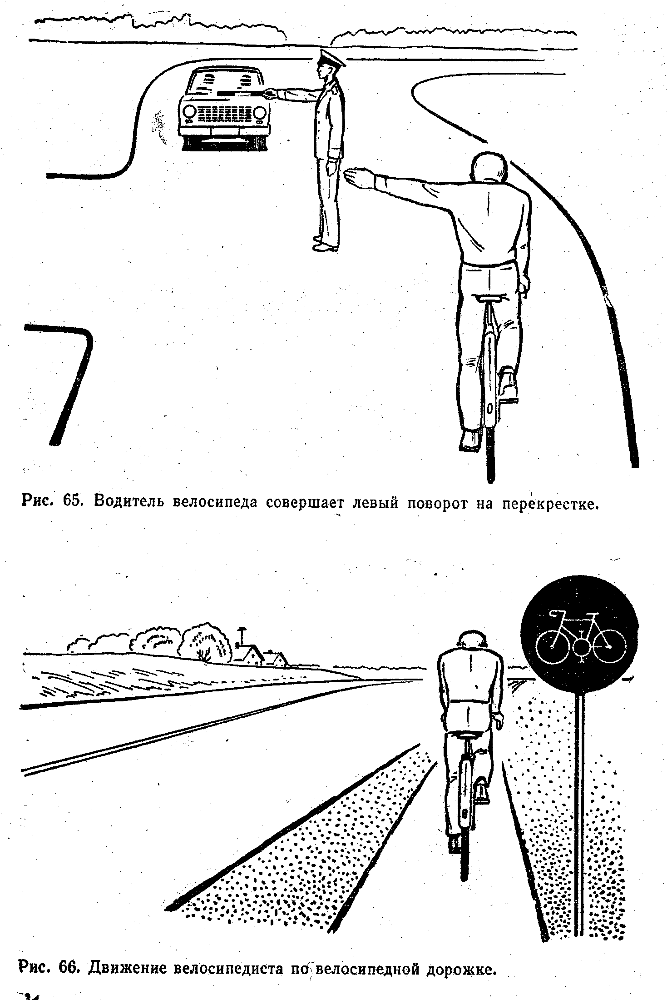 Рис. 65. Водитель велосипеда совершает левый поворот на перекрестке.
Рис. 66. Движение велосипедиста по велосипедной дорожке.